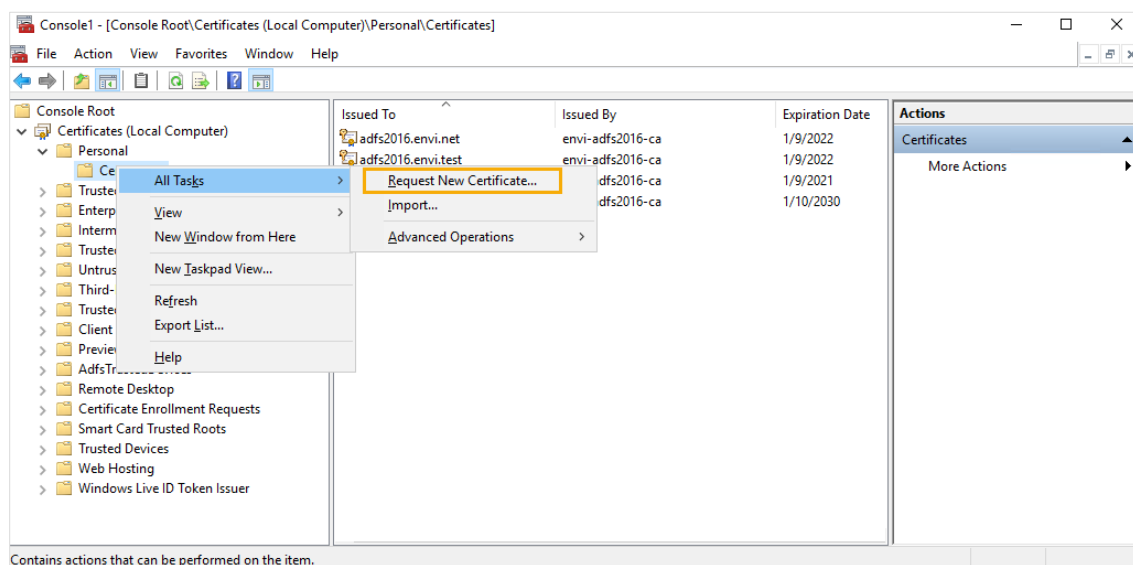 Console1 - [Console Root\Certificates (Local Computer)\Personal\Certificates]
File Action View Favorites Window Help
Console Root
Certificates (Local Computer)
Personal
Ce
Truste
Enterp
Interm
Truste
Untrus
Third-
Truste
Client
Previe
Remote Desktop
Certificate Enrollment Requests
Smart Card Trusted Roots
Trusted Devices
Web Hosting
Windows Live ID Token Issuer
All Tasks
View
New Window from Here
New Taskpad View...
Refresh
Export List...
Help
Request New Certificate...
Import...
Advanced Operations
Issued To Issued By Expiration Date
adfs2016.envi.net envi-adfs2016-ca 1/9/2022
adfs2016.envi.test envi-adfs2016-ca 1/9/2022
dfs2016-ca 1/9/2021
dfs2016-ca 1/10/2030
Actions
Certificates
More Actions
Contains actions that can be performed on the item.